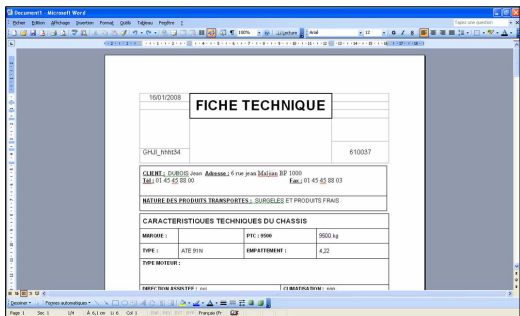 Document1 - Microsoft Word
Fichier Edition Affichage Insertion Format Outils Tableau Fenêtre ?
Tapez une question
100% Lecture Arial 12 G I S
16/01/2008
FICHE TECHNIQUE
GHJI_hhht34 610037
CLIENT : DUBOIS Jean Adresse : 6 rue jean Maljian BP 1000
Tél : 01 45 45 88 00 Fax : 01 45 45 88 03
NATURE DES PRODUITS TRANSPORTES : SURGELES ET PRODUITS FRAIS
CARACTERISTIQUES TECHNIQUES DU CHASSIS
MARQUE : PTC : 9500 9500 kg
TYPE : ATE 91N EMPATTEMENT : 4,22
TYPE MOTEUR :
DIRECTION ASSISTEE : oui CLIMATISATION : non
Dessiner Formes automatiques
Page 1 Sec 1 1/4 À 6,1 cm Li 6 Col 1 Français (Fr